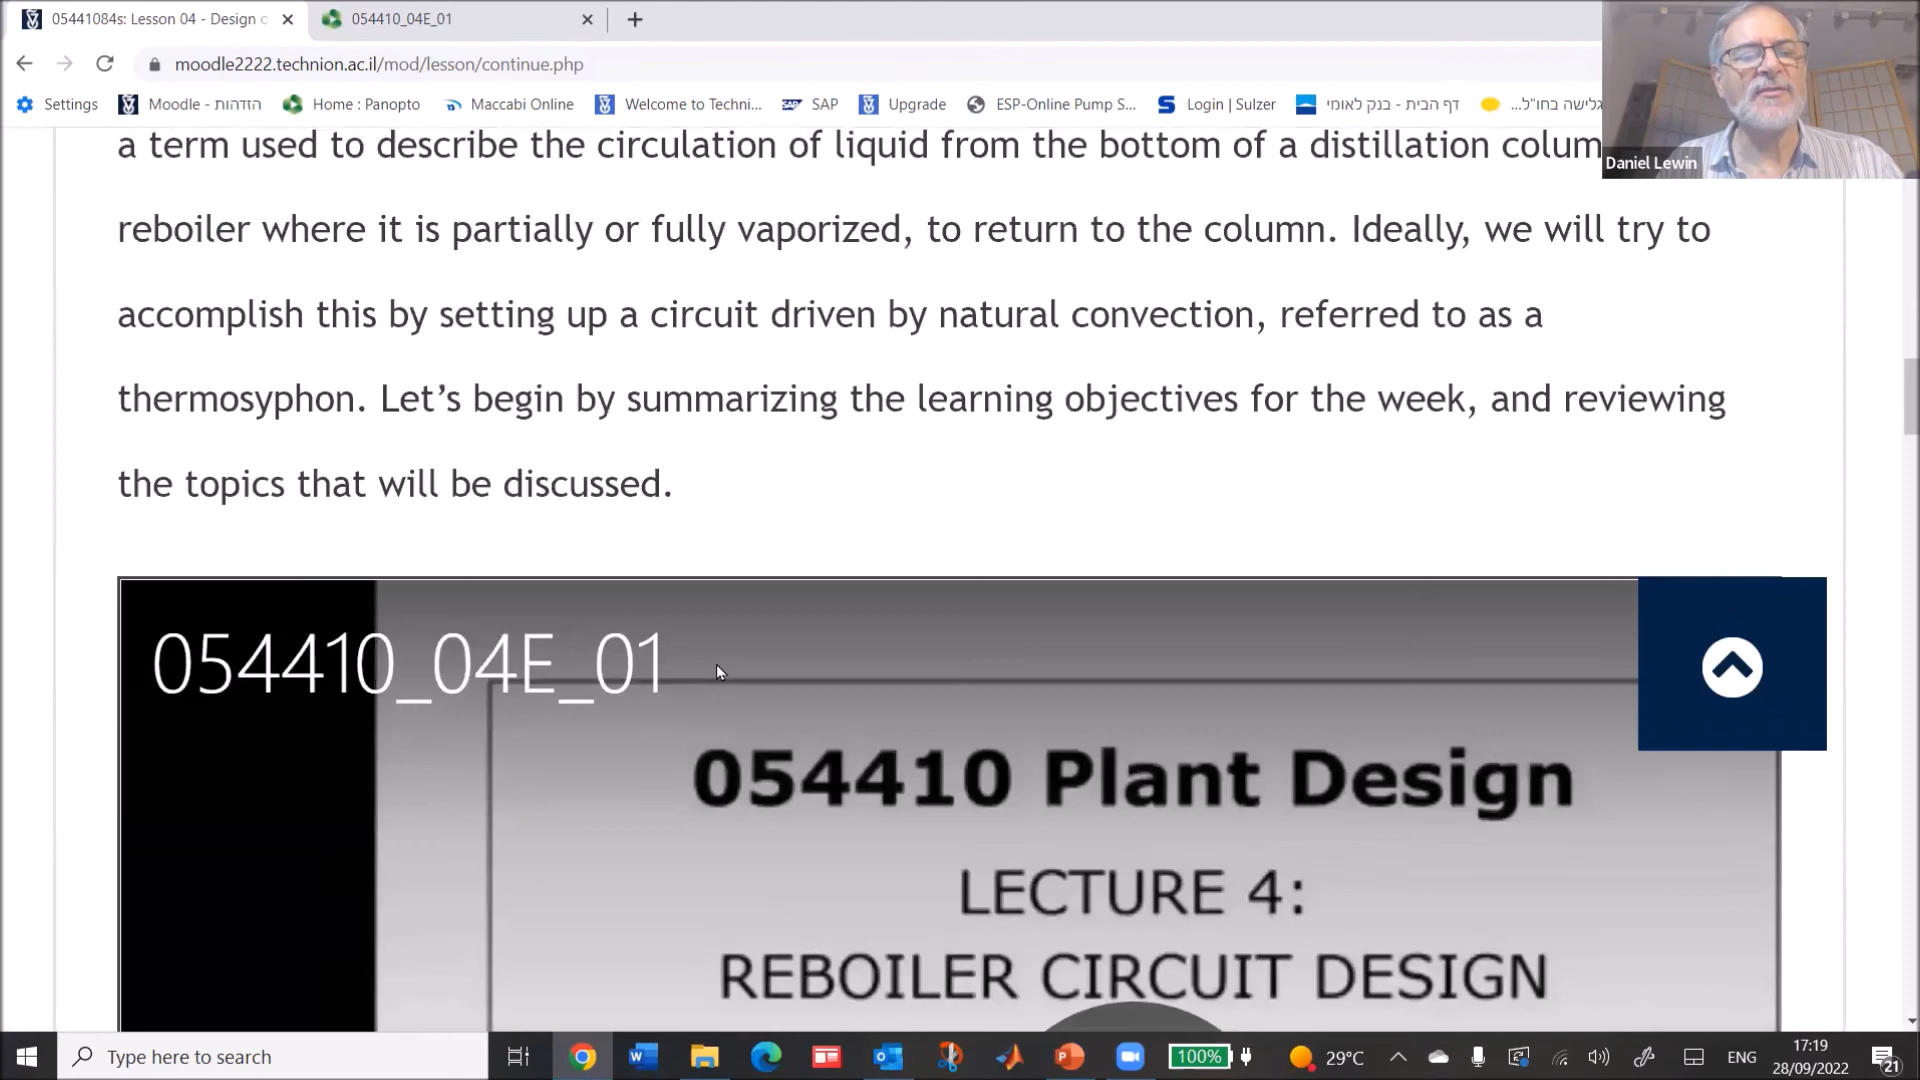 05441084s: Lesson 04 - Design o
054410_04E_01
moodle2222.technion.ac.il/mod/lesson/continue.php
Settings
Moodle - הזדהות
Home : Panopto
Maccabi Online
Welcome to Techni...
SAP SAP
Upgrade
ESP-Online Pump S...
Login | Sulzer
דף הבית - בנק לאומי
גלישה בחו"ל...
Daniel Lewin
a term used to describe the circulation of liquid from the bottom of a distillation colum
reboiler where it is partially or fully vaporized, to return to the column. Ideally, we will try to
accomplish this by setting up a circuit driven by natural convection, referred to as a
thermosyphon. Let’s begin by summarizing the learning objectives for the week, and reviewing
the topics that will be discussed.
054410_04E_01
054410 Plant Design
LECTURE 4:
REBOILER CIRCUIT DESIGN
Type here to search
100%
29°C
ENG
17:19
28/09/2022
21